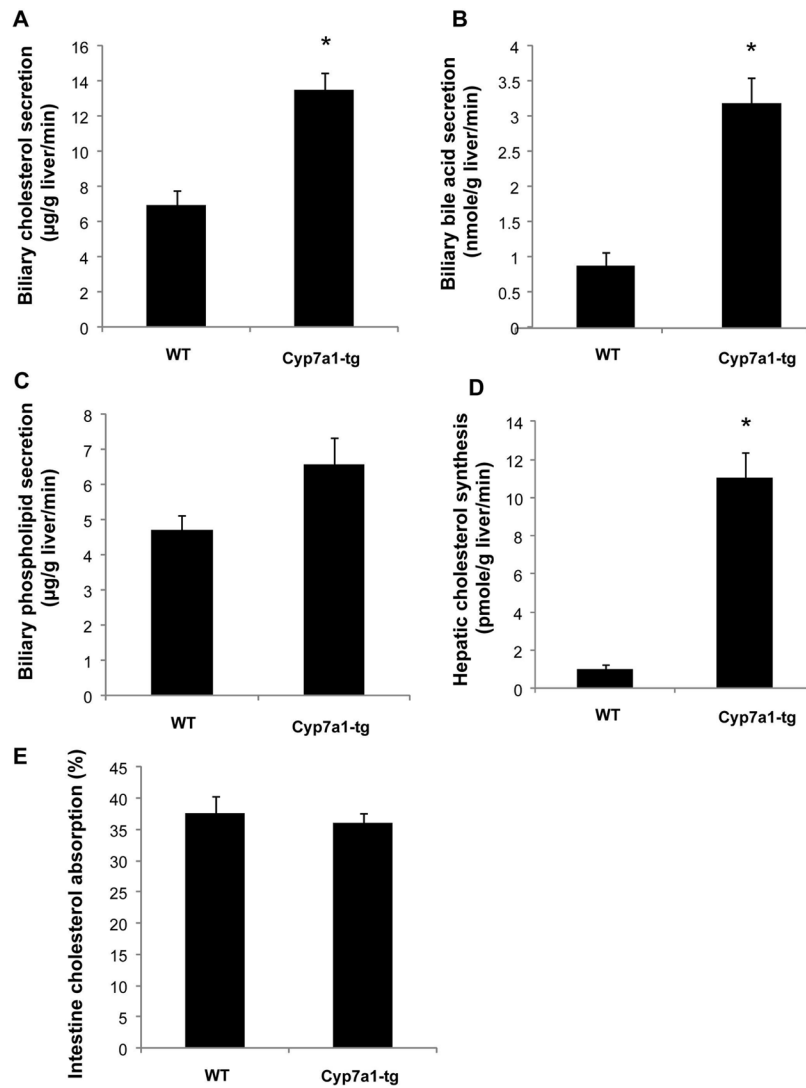 A
Biliary cholesterol secretion
(µg/g liver/min)
16
14
12
10
8
6
4
2
0
*
WT
Cyp7a1-tg
B
Biliary bile acid secretion
(nmole/g liver/min)
4
3.5
3
2.5
2
1.5
1
0.5
0
*
WT
Cyp7a1-tg
C
Biliary phospholipid secretion
(µg/g liver/min)
8
7
6
5
4
3
2
1
0
WT
Cyp7a1-tg
D
Hepatic cholesterol synthesis
(pmole/g liver/min)
14
12
10
8
6
4
2
0
*
WT
Cyp7a1-tg
E
Intestine cholesterol absorption (%)
45
40
35
30
25
20
15
10
5
0
WT
Cyp7a1-tg